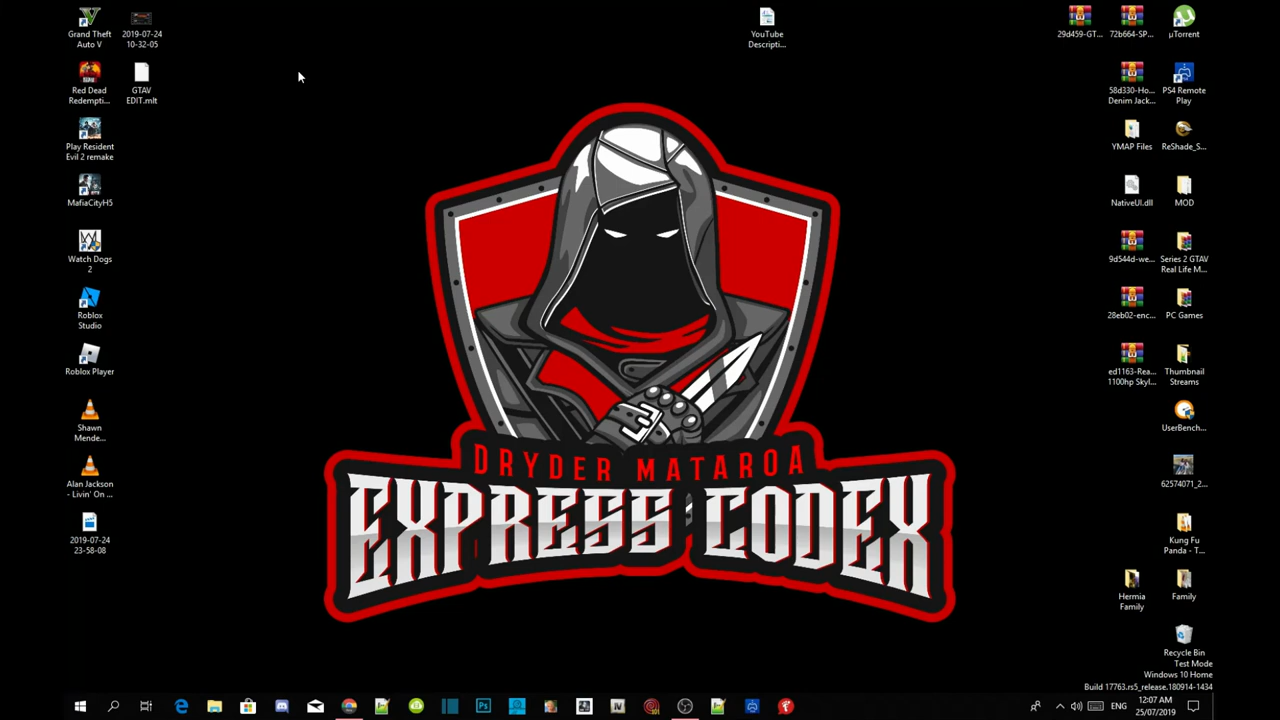 Grand Theft
Auto V
2019-07-24
10-32-05
YouTube
Descripti...
29d459-GT...
72b664-SP...
µTorrent
Red Dead
Redempti...
GTAV
EDIT.mlt
58d330-Ho...
Denim Jack...
PS4 Remote
Play
Play Resident
Evil 2 remake
YMAP Files
ReShade_S...
MafiaCityH5
NativeUI.dll
MOD
Watch Dogs
2
9d544d-we...
Series 2 GTAV
Real Life M...
Roblox
Studio
28eb02-enc...
PC Games
Roblox Player
ed1163-Rea...
1100hp Skyl...
Thumbnail
Streams
Shawn
Mende...
UserBench...
Alan Jackson
- Livin' On ...
62574071_2...
DRYDER MATAROA
EXPRESS CODEX
2019-07-24
23-58-08
Kung Fu
Panda - T...
Hermia
Family
Family
Recycle Bin
Test Mode
Windows 10 Home
Build 17763.rs5_release.180914-1434
Ps
IV
ENG
12:07 AM
25/07/2019